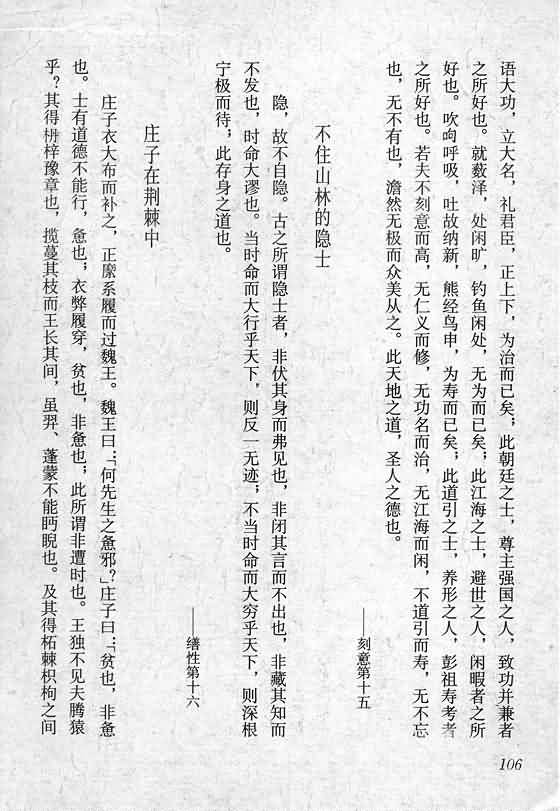 语大功，立大名，礼君臣，正上下，为治而已矣；此朝廷之士，尊主强国之人，致功并兼者
之所好也。就薮泽，处闲旷，钓鱼闲处，无为而已矣；此江海之士，避世之人，闲暇者之所
好也。吹呴呼吸，吐故纳新，熊经鸟申，为寿而已矣；此道引之士，养形之人，彭祖寿考者
之所好也。若夫不刻意而高，无仁义而修，无功名而治，无江海而闲，不道引而寿，无不忘
也，无不有也，澹然无极而众美从之。此天地之道，圣人之德也。
——刻意第十五
不住山林的隐士
隐，故不自隐。古之所谓隐士者，非伏其身而弗见也，非闭其言而不出也，非藏其知而
不发也，时命大谬也。当时命而大行乎天下，则反一无迹；不当时命而大穷乎天下，则深根
宁极而待；此存身之道也。
——缮性第十六
庄子在荆棘中
庄子衣大布而补之，正緳系履而过魏王。魏王曰：“何先生之惫邪？”庄子曰：“贫也，非惫
也。士有道德不能行，惫也；衣弊履穿，贫也，非惫也；此所谓非遭时也。王独不见夫腾猿
乎？其得枏梓豫章也，揽蔓其枝而王长其间，虽羿、蓬蒙不能眄睨也。及其得柘棘枳枸之间
106